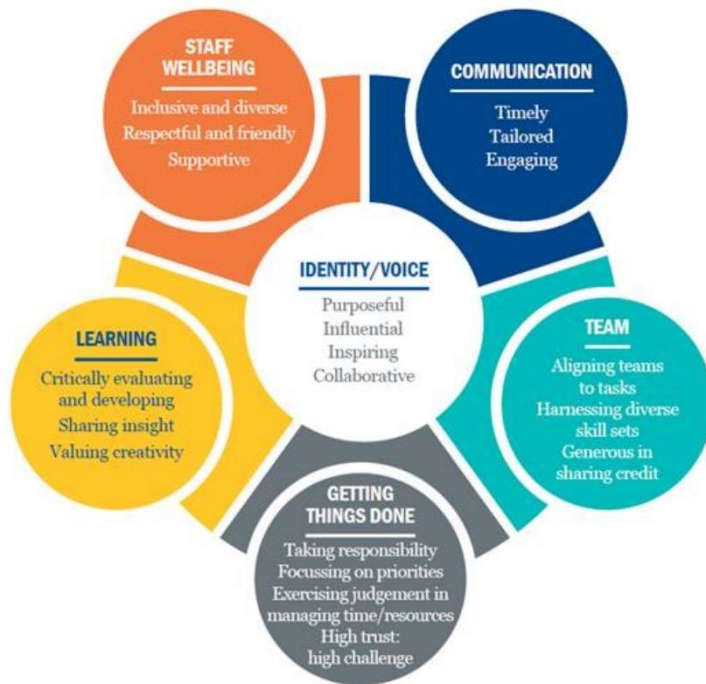 STAFF
WELLBEING
Inclusive and diverse
Respectful and friendly
Supportive
COMMUNICATION
Timely
Tailored
Engaging
IDENTITY/VOICE
Purposeful
Influential
Inspiring
Collaborative
LEARNING
Critically evaluating
and developing
Sharing insight
Valuing creativity
TEAM
Aligning teams
to tasks
Harnessing diverse
skill sets
Generous in
sharing credit
GETTING
THINGS DONE
Taking responsibility
Focussing on priorities
Exercising judgement in
managing time/resources
High trust:
high challenge